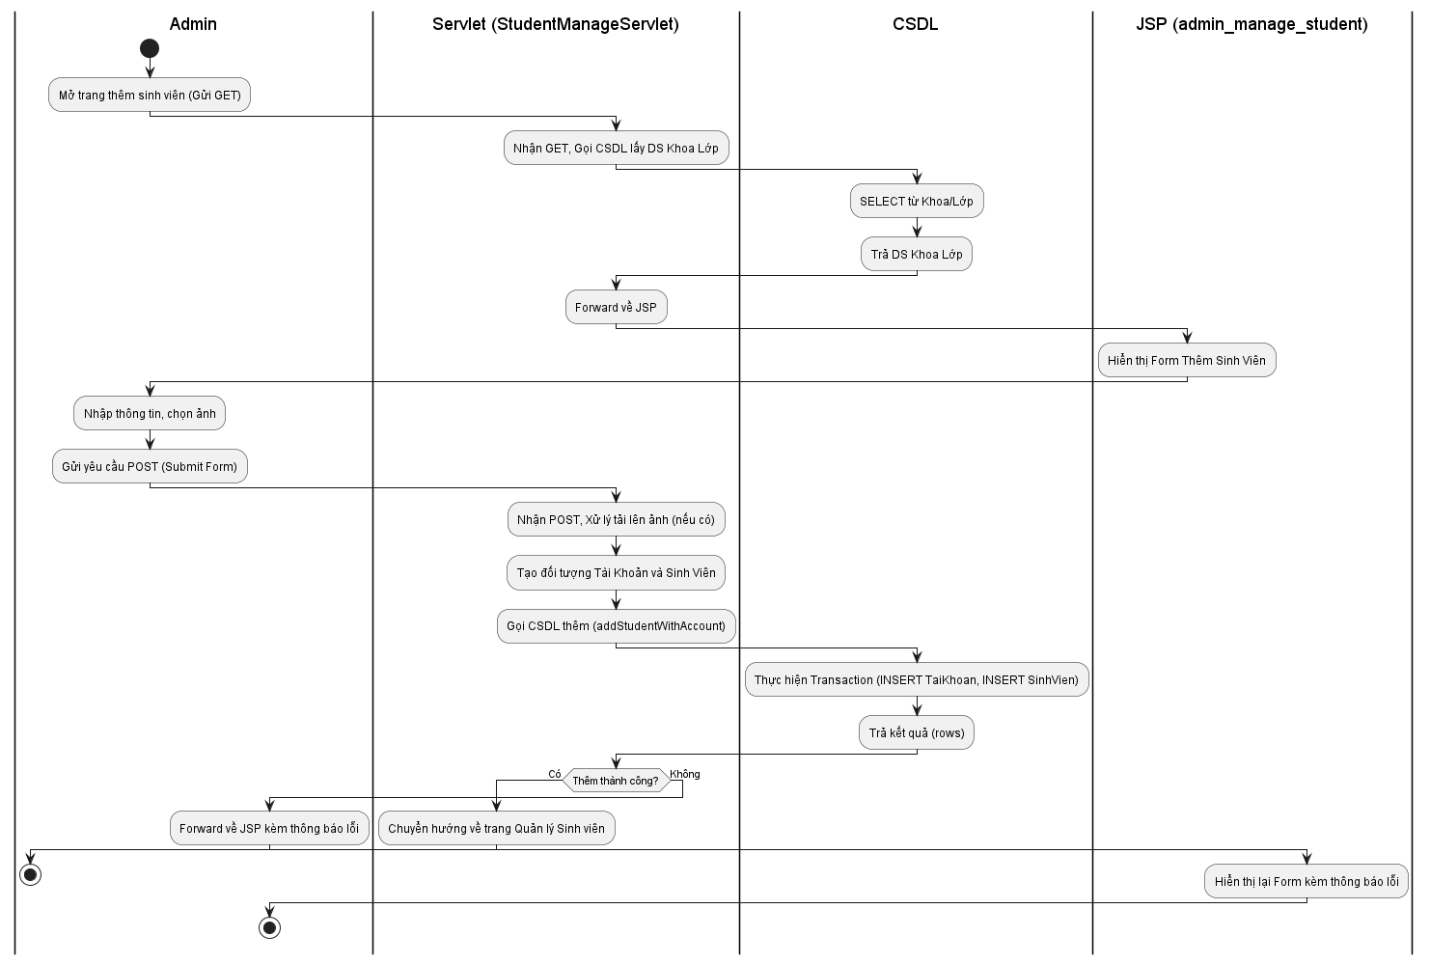 Admin
Servlet (StudentManageServlet)
CSDL
JSP (admin_manage_student)
Mở trang thêm sinh viên (Gửi GET)
Nhận GET, Gọi CSDL lấy DS Khoa Lớp
SELECT từ Khoa/Lớp
Trả DS Khoa Lớp
Forward về JSP
Hiển thị Form Thêm Sinh Viên
Nhập thông tin, chọn ảnh
Gửi yêu cầu POST (Submit Form)
Nhận POST, Xử lý tải lên ảnh (nếu có)
Tạo đối tượng Tài Khoản và Sinh Viên
Gọi CSDL thêm (addStudentWithAccount)
Thực hiện Transaction (INSERT TaiKhoan, INSERT SinhVien)
Trả kết quả (rows)
Có
Thêm thành công?
Không
Forward về JSP kèm thông báo lỗi
Chuyển hướng về trang Quản lý Sinh viên
Hiển thị lại Form kèm thông báo lỗi